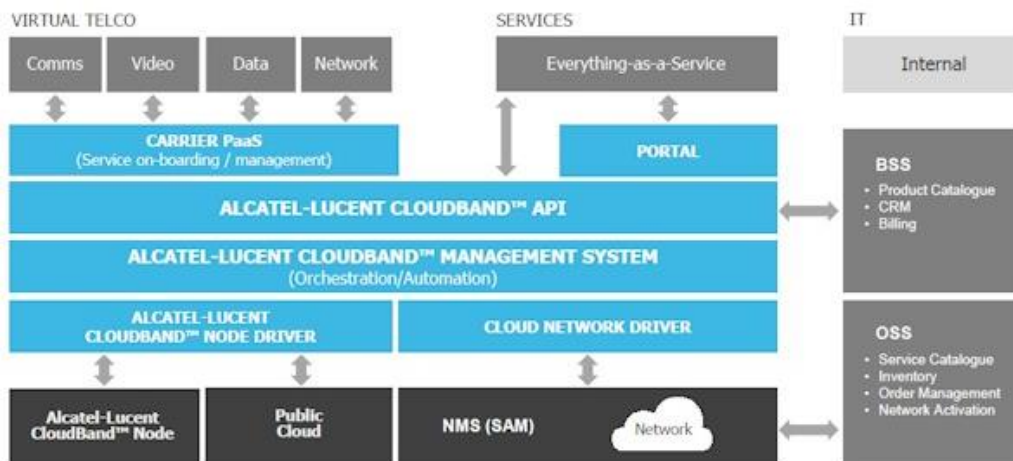 VIRTUAL TELCO
SERVICES
IT
Comms
Video
Data
Network
Everything-as-a-Service
Internal
CARRIER PaaS
(Service on-boarding / management)
PORTAL
BSS
• Product Catalogue
• CRM
• Billing
ALCATEL-LUCENT CLOUDBAND™ API
ALCATEL-LUCENT CLOUDBAND™ MANAGEMENT SYSTEM
(Orchestration/Automation)
ALCATEL-LUCENT
CLOUDBAND™ NODE DRIVER
CLOUD NETWORK DRIVER
OSS
• Service Catalogue
• Inventory
• Order Management
• Network Activation
Alcatel-Lucent
CloudBand™ Node
Public
Cloud
NMS (SAM)
Network